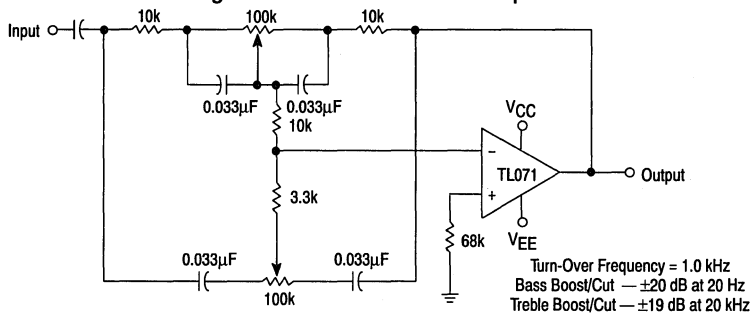 Input
10k
100k
10k
0.033μF
0.033μF
10k
VCC
−
TL071
+
Output
3.3k
68k
VEE
0.033μF
0.033μF
100k
Turn-Over Frequency = 1.0 kHz
Bass Boost/Cut — ±20 dB at 20 Hz
Treble Boost/Cut — ±19 dB at 20 kHz